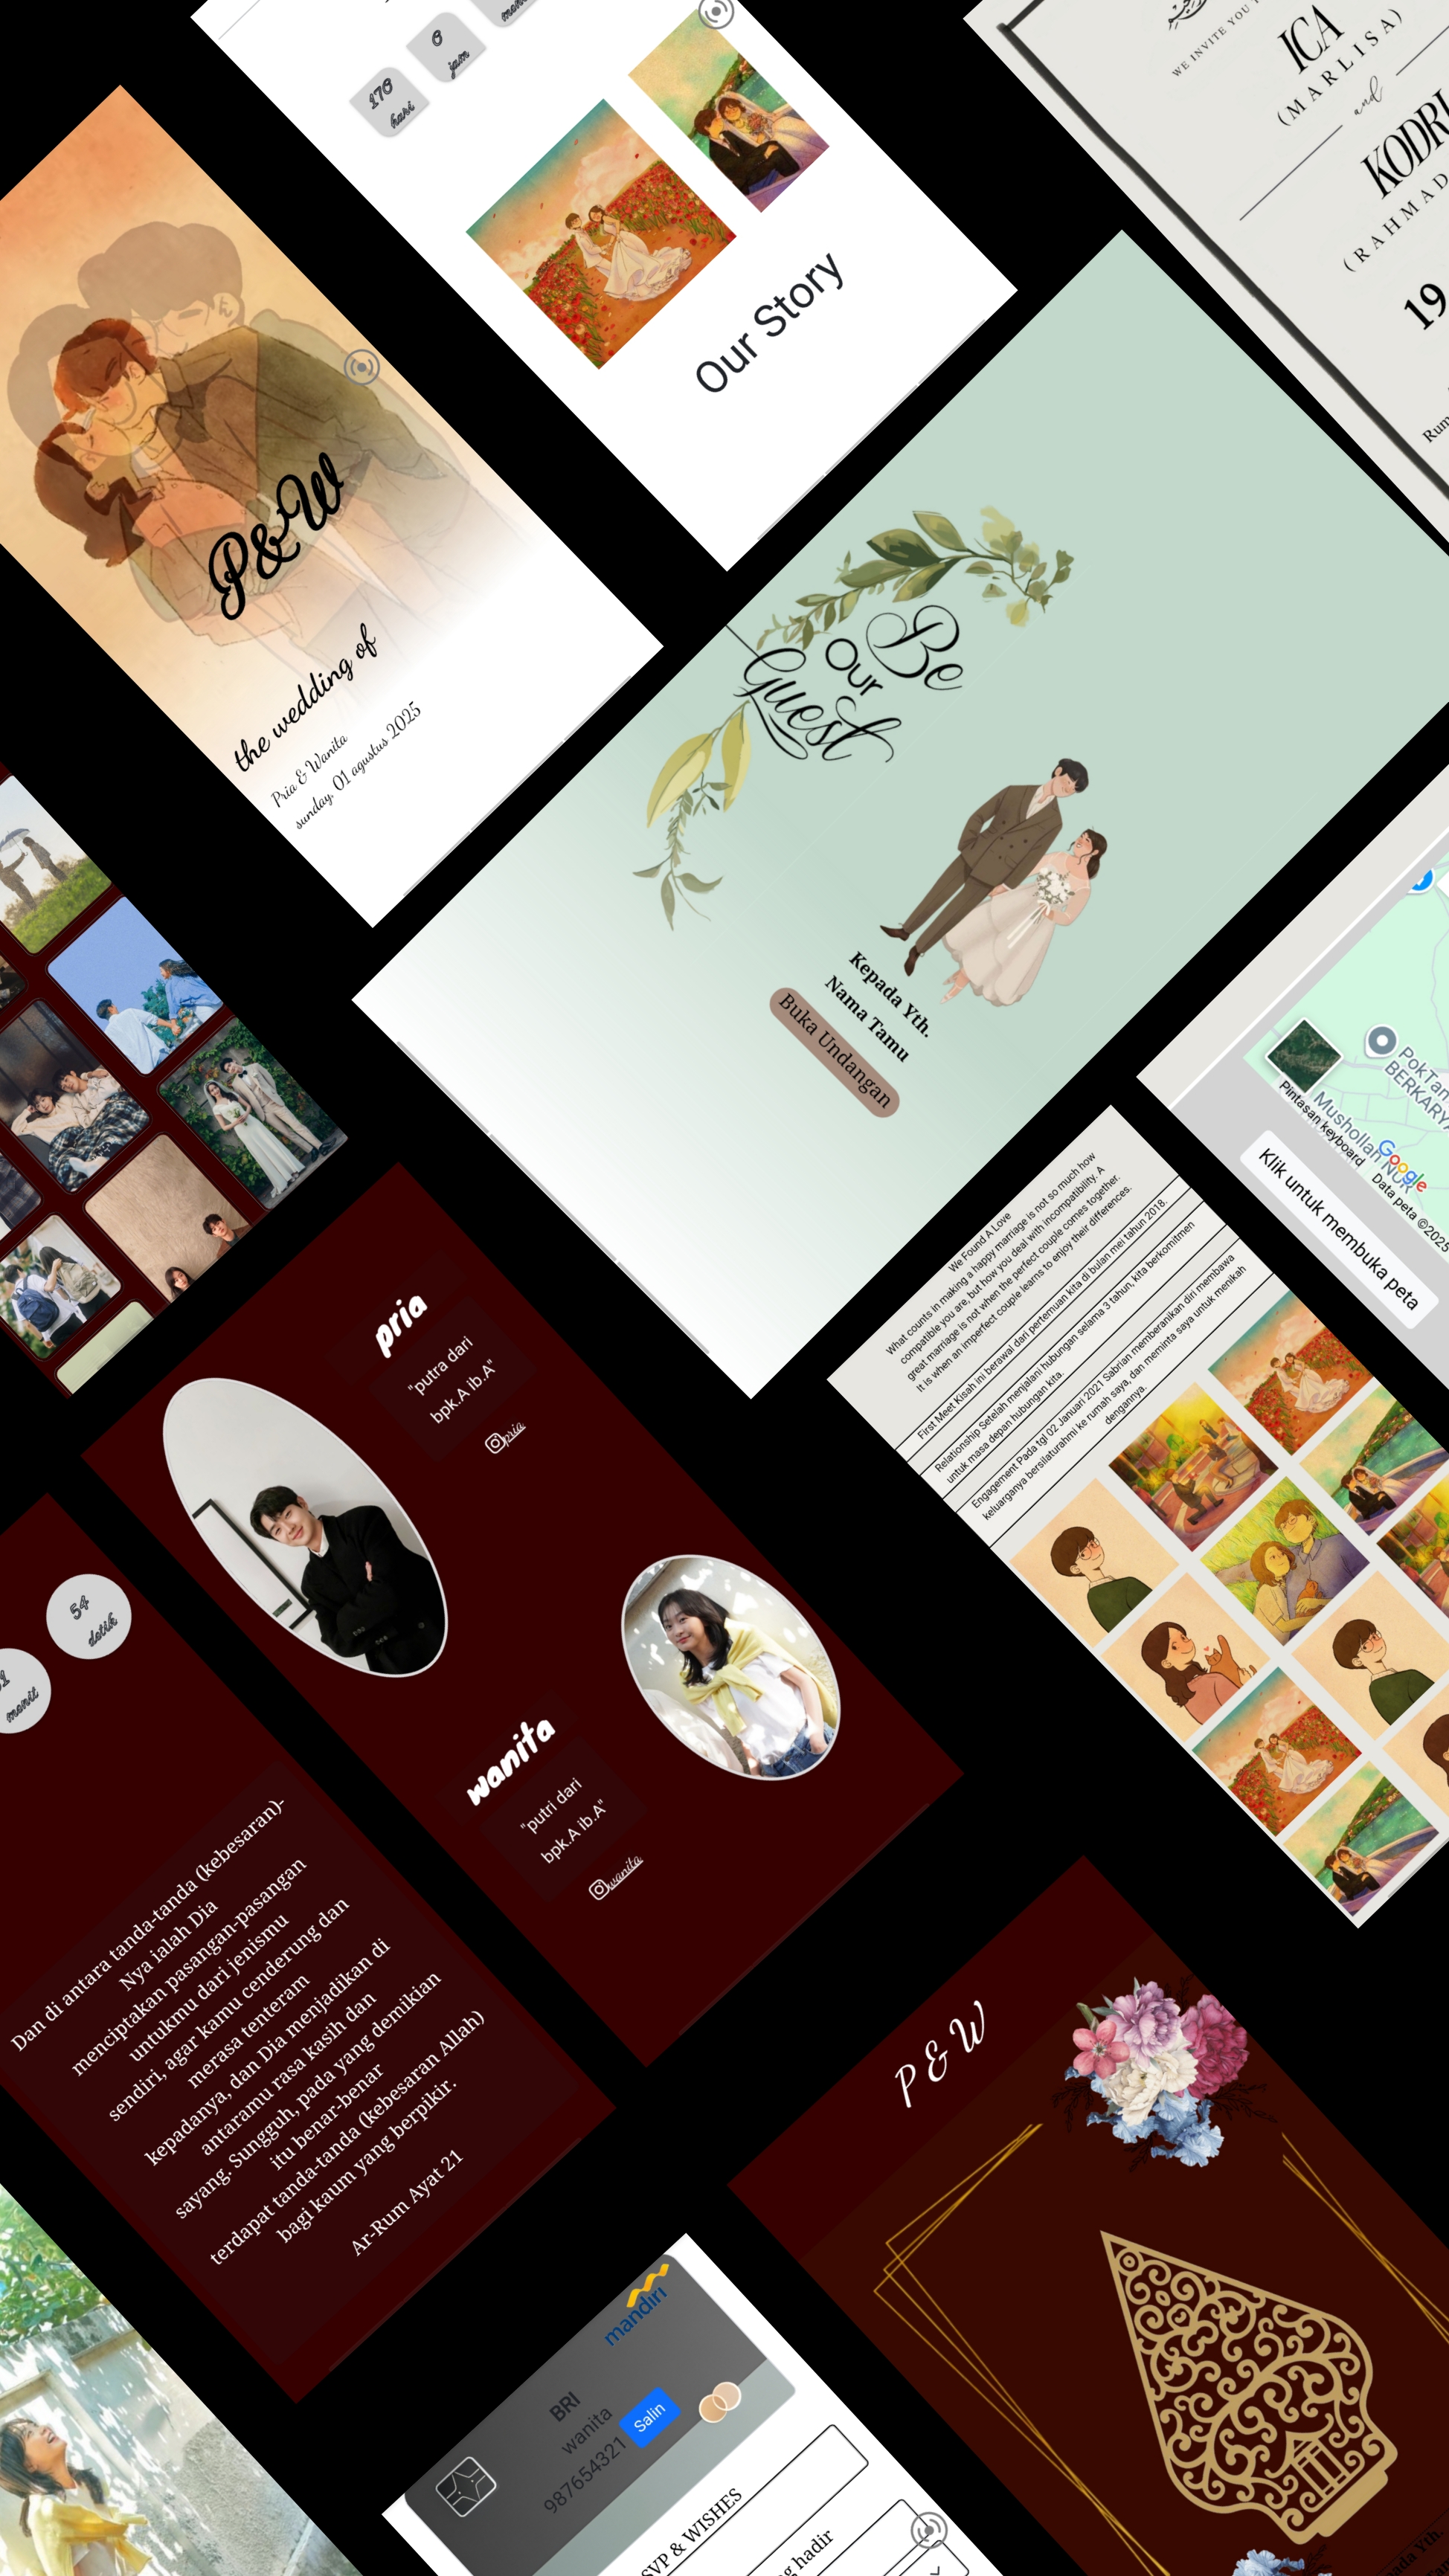 170
hari
6
jam
Our Story
WE INVITE YOU
ICA
(MARLISA)
and
19
P&W
the wedding of
Pria & Wanita
sunday, 01 agustus 2025
Be
Our
Guest
Kepada Yth.
Nama Tamu
Buka Undangan
BERKARYA
Mushollah NUR
Pintasan keyboard
Google
Data peta ©2025
Klik untuk membuka peta
We Found A Love
What counts in making a happy marriage is not so much how
compatible you are, but how you deal with incompatibility. A
great marriage is not when the perfect couple comes together.
It is when an imperfect couple learns to enjoy their differences.
First Meet Kisah ini berawal dari pertemuan kita di bulan mei tahun 2018.
Relationship Setelah menjalani hubungan selama 3 tahun, kita berkomitmen
untuk masa depan hubungan kita.
Engagement Pada tgl 02 Januari 2021 Sabrian memberanikan diri membawa
keluarganya bersilaturahmi ke rumah saya, dan meminta saya untuk menikah
dengannya.
pria
"putra dari
bpk.A ib.A"
pria
wanita
"putri dari
bpk.A ib.A"
wanita
54
detik
menit
Dan di antara tanda-tanda (kebesaran)-
Nya ialah Dia
menciptakan pasangan-pasangan
untukmu dari jenismu
sendiri, agar kamu cenderung dan
merasa tenteram
kepadanya, dan Dia menjadikan di
antaramu rasa kasih dan
sayang. Sungguh, pada yang demikian
itu benar-benar
terdapat tanda-tanda (kebesaran Allah)
bagi kaum yang berpikir.
Ar-Rum Ayat 21
P & W
mandiri
BRI
wanita
987654321
Salin
& WISHES
hadir